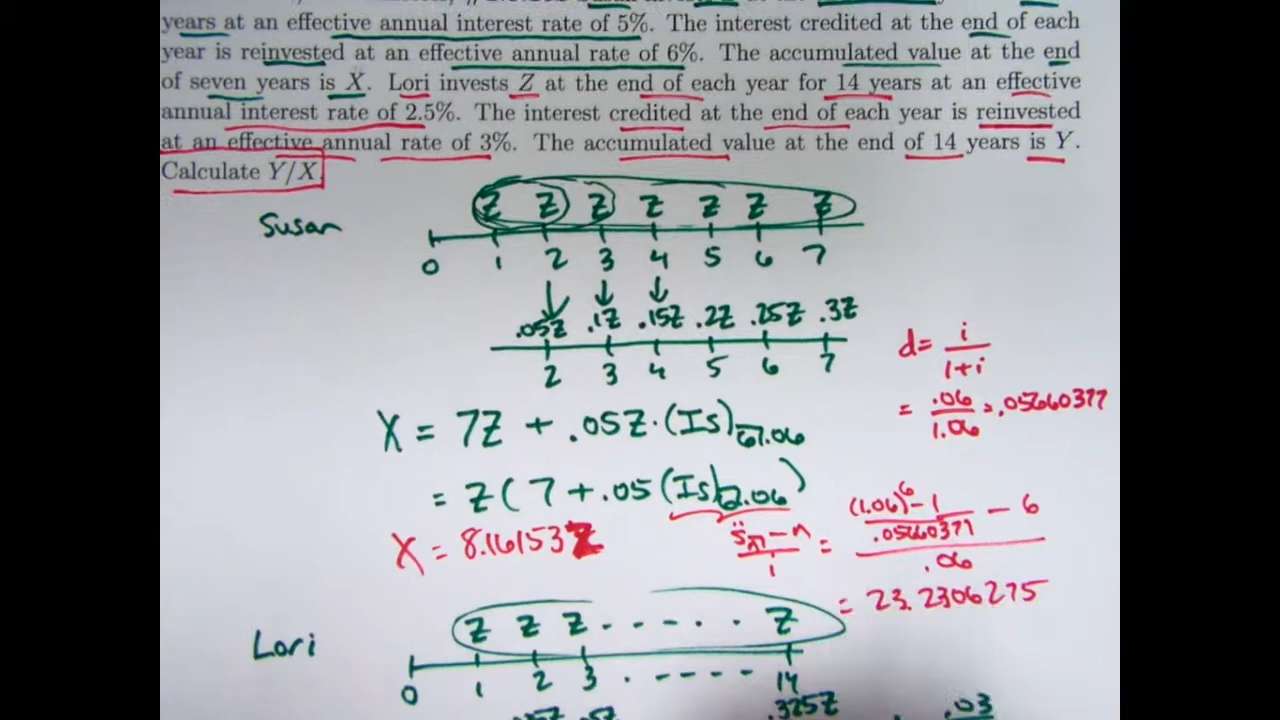 years at an effective annual interest rate of 5%. The interest credited at the end of each
year is reinvested at an effective annual rate of 6%. The accumulated value at the end
of seven years is X. Lori invests Z at the end of each year for 14 years at an effective
annual interest rate of 2.5%. The interest credited at the end of each year is reinvested
at an effective annual rate of 3%. The accumulated value at the end of 14 years is Y.
Calculate Y/X.
Susan
Z Z Z Z Z Z Z
0 1 2 3 4 5 6 7
.05Z .1Z .15Z .2Z .25Z .3Z
2 3 4 5 6 7
d = i/(1+i)
= .06/1.06 = .05660377
X = 7Z + .05Z·(Is)6̅|.06
= Z(7 + .05(Is)6̅|.06)
(s̈n̅| - n)/i = (((1.06)^6 - 1)/.05660377 - 6)/.06
X = 8.16153Z
= 23.2306275
Lori
Z Z Z - - - - - Z
0 1 2 3 . - - - - 14
.325Z
.03